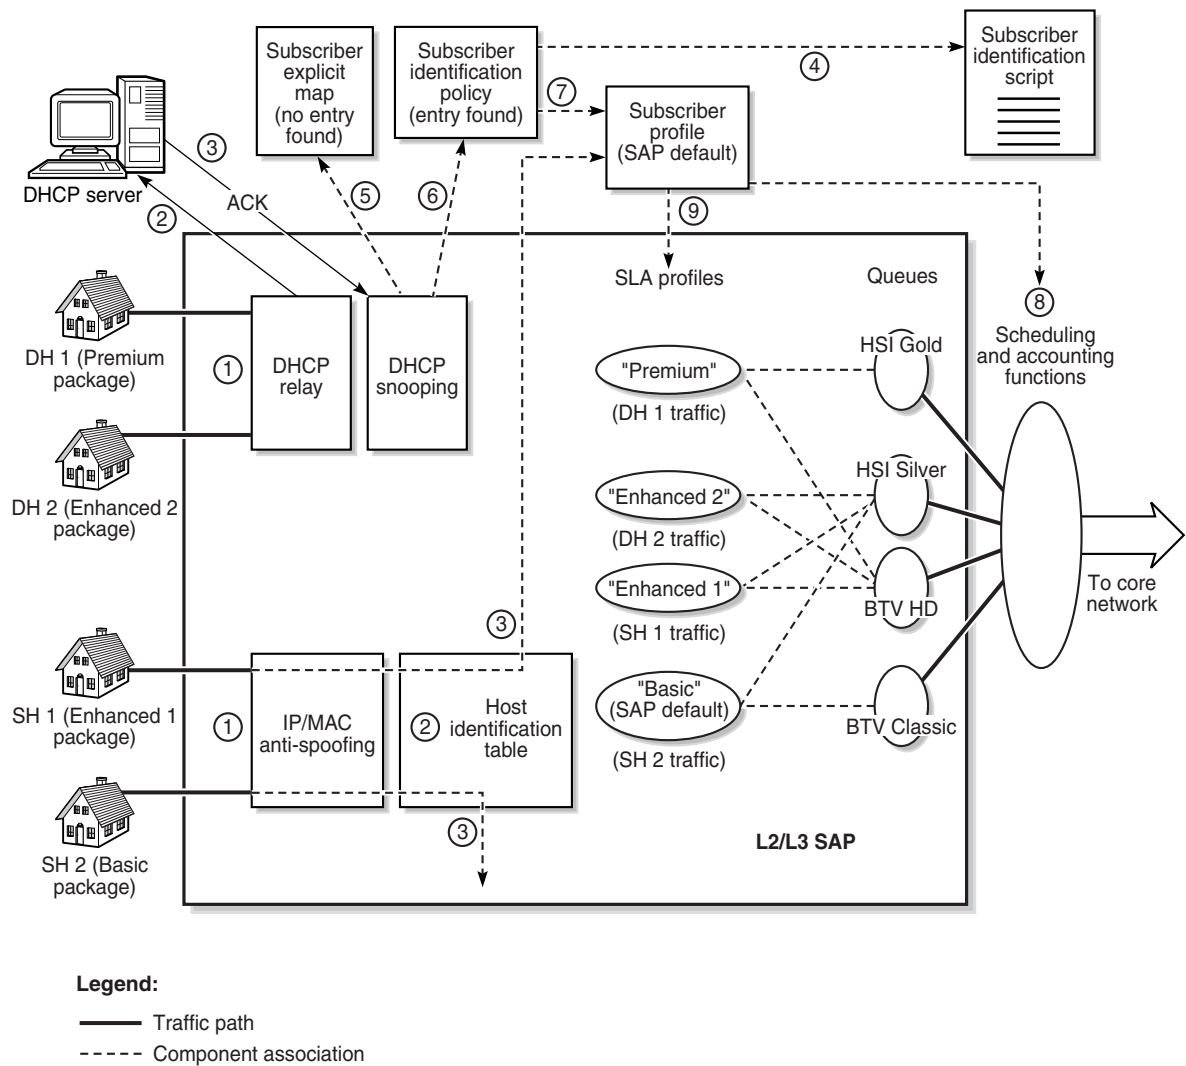 Subscriber
explicit
map
(no entry
found)
Subscriber
identification
policy
(entry found)
Subscriber
identification
script
4
7
Subscriber
profile
(SAP default)
3
ACK
DHCP server
2
5
6
9
SLA profiles
Queues
8
Scheduling
and accounting
functions
DH 1 (Premium
package)
1
DHCP
relay
DHCP
snooping
"Premium"
(DH 1 traffic)
HSI Gold
DH 2 (Enhanced 2
package)
"Enhanced 2"
(DH 2 traffic)
HSI Silver
"Enhanced 1"
(SH 1 traffic)
BTV HD
To core
network
3
SH 1 (Enhanced 1
package)
1
IP/MAC
anti-spoofing
2
Host
identification
table
"Basic"
(SAP default)
(SH 2 traffic)
BTV Classic
3
SH 2 (Basic
package)
L2/L3 SAP
Legend:
Traffic path
Component association